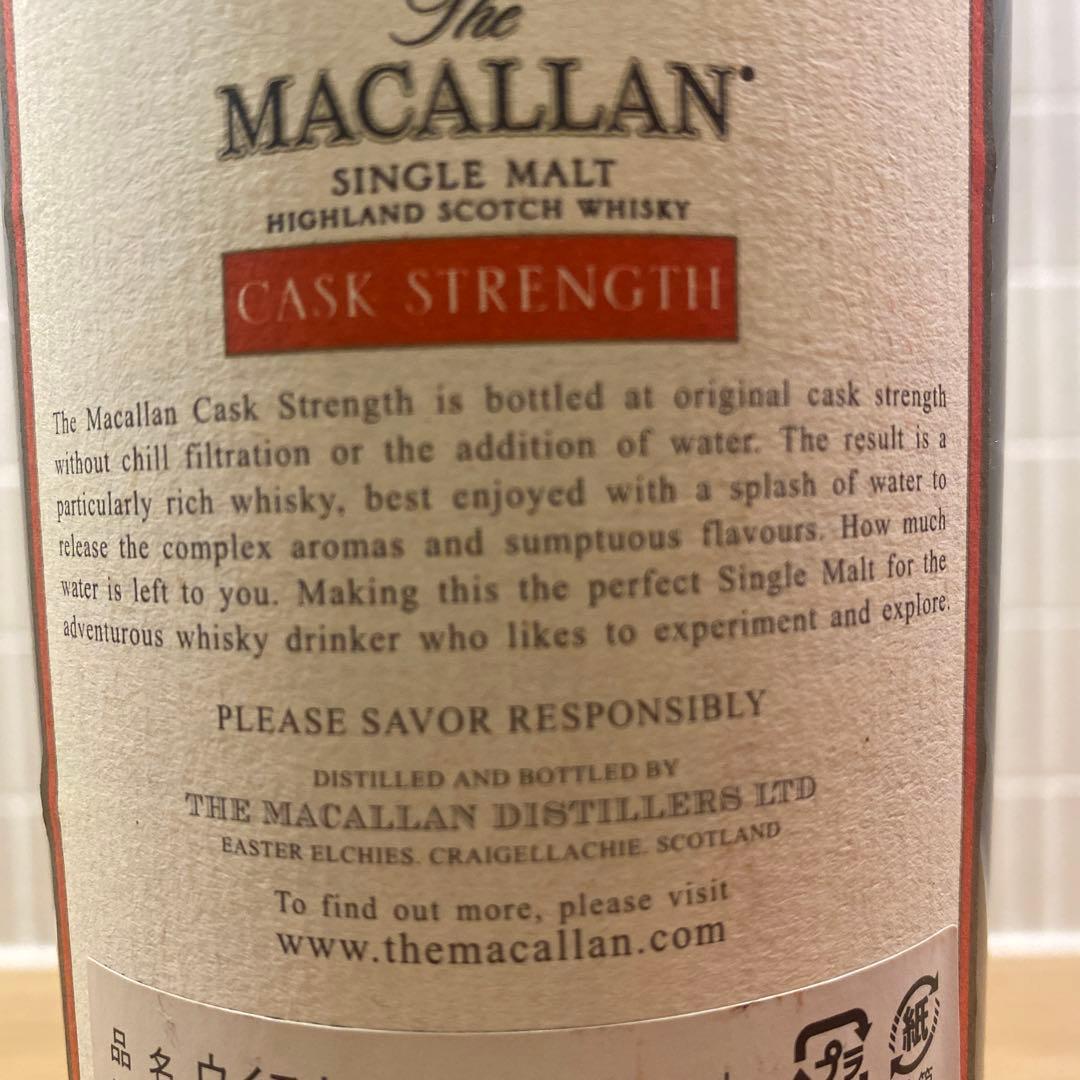 The
MACALLAN
SINGLE MALT
HIGHLAND SCOTCH WHISKY
CASK STRENGTH
The Macallan Cask Strength is bottled at original cask strength
without chill filtration or the addition of water. The result is a
particularly rich whisky, best enjoyed with a splash of water to
release the complex aromas and sumptuous flavours. How much
water is left to you. Making this the perfect Single Malt for the
adventurous whisky drinker who likes to experiment and explore.
PLEASE SAVOR RESPONSIBLY
DISTILLED AND BOTTLED BY
THE MACALLAN DISTILLERS LTD
EASTER ELCHIES. CRAIGELLACHIE. SCOTLAND
To find out more, please visit
www.themacallan.com
品名
プラ
紙